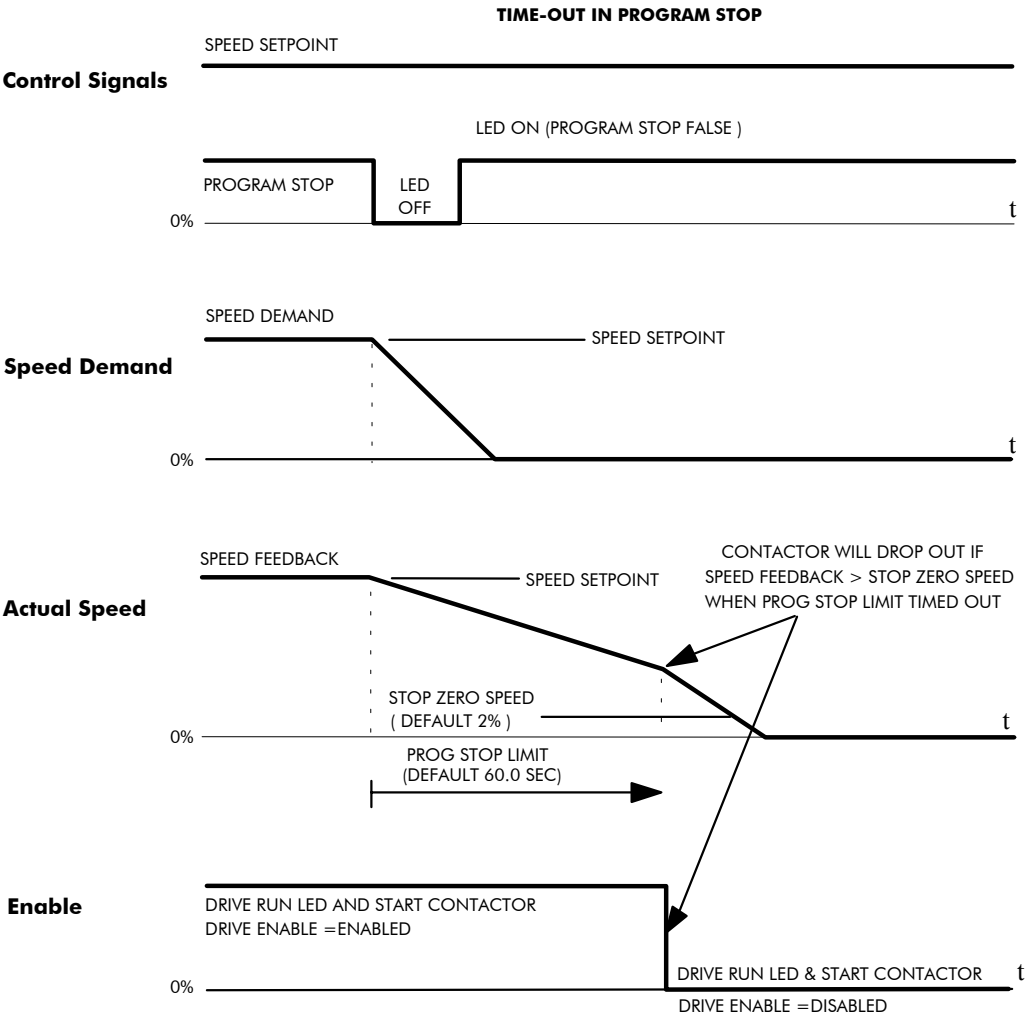 TIME-OUT IN PROGRAM STOP
SPEED SETPOINT
Control Signals
LED ON (PROGRAM STOP FALSE )
PROGRAM STOP
LED
OFF
0%
t
SPEED DEMAND
SPEED SETPOINT
Speed Demand
0%
t
SPEED FEEDBACK
SPEED SETPOINT
CONTACTOR WILL DROP OUT IF
SPEED FEEDBACK > STOP ZERO SPEED
WHEN PROG STOP LIMIT TIMED OUT
Actual Speed
STOP ZERO SPEED
( DEFAULT 2% )
0%
t
PROG STOP LIMIT
(DEFAULT 60.0 SEC)
Enable
DRIVE RUN LED AND START CONTACTOR
DRIVE ENABLE =ENABLED
0%
DRIVE RUN LED & START CONTACTOR
t
DRIVE ENABLE =DISABLED